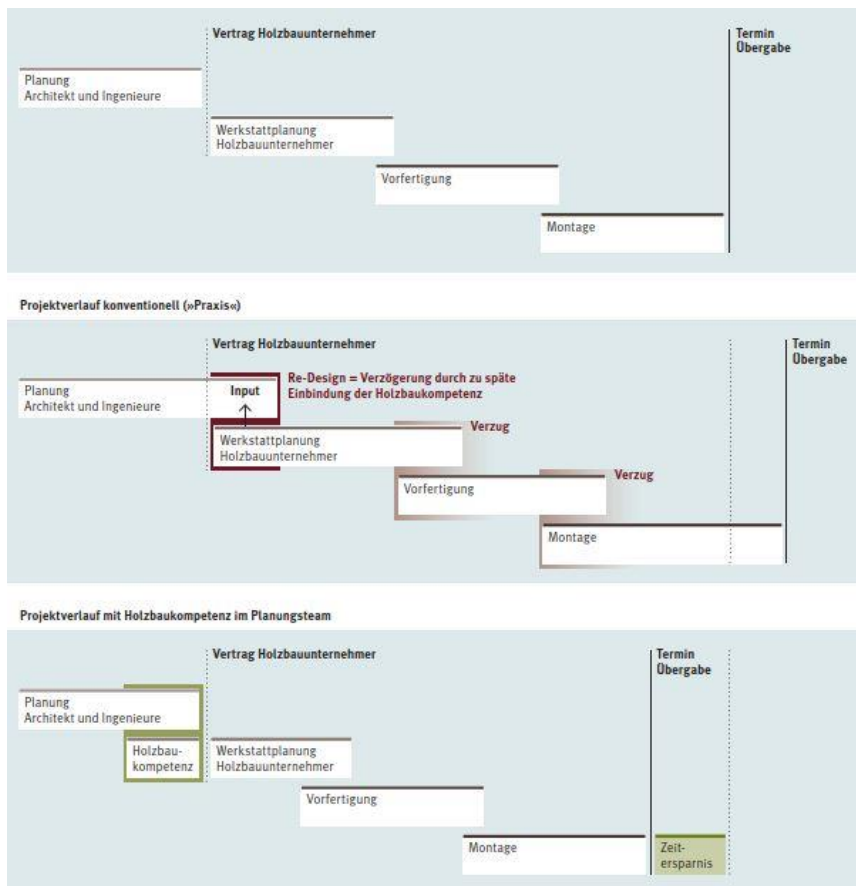 Vertrag Holzbauunternehmer
Termin
Übergabe
Planung
Architekt und Ingenieure
Werkstattplanung
Holzbauunternehmer
Vorfertigung
Montage
Projektverlauf konventionell (»Praxis«)
Vertrag Holzbauunternehmer
Termin
Übergabe
Planung
Architekt und Ingenieure
Input
Re-Design = Verzögerung durch zu späte
Einbindung der Holzbaukompetenz
Werkstattplanung
Holzbauunternehmer
Verzug
Vorfertigung
Verzug
Montage
Projektverlauf mit Holzbaukompetenz im Planungsteam
Vertrag Holzbauunternehmer
Termin
Übergabe
Planung
Architekt und Ingenieure
Holzbau-
kompetenz
Werkstattplanung
Holzbauunternehmer
Vorfertigung
Montage
Zeit-
ersparnis